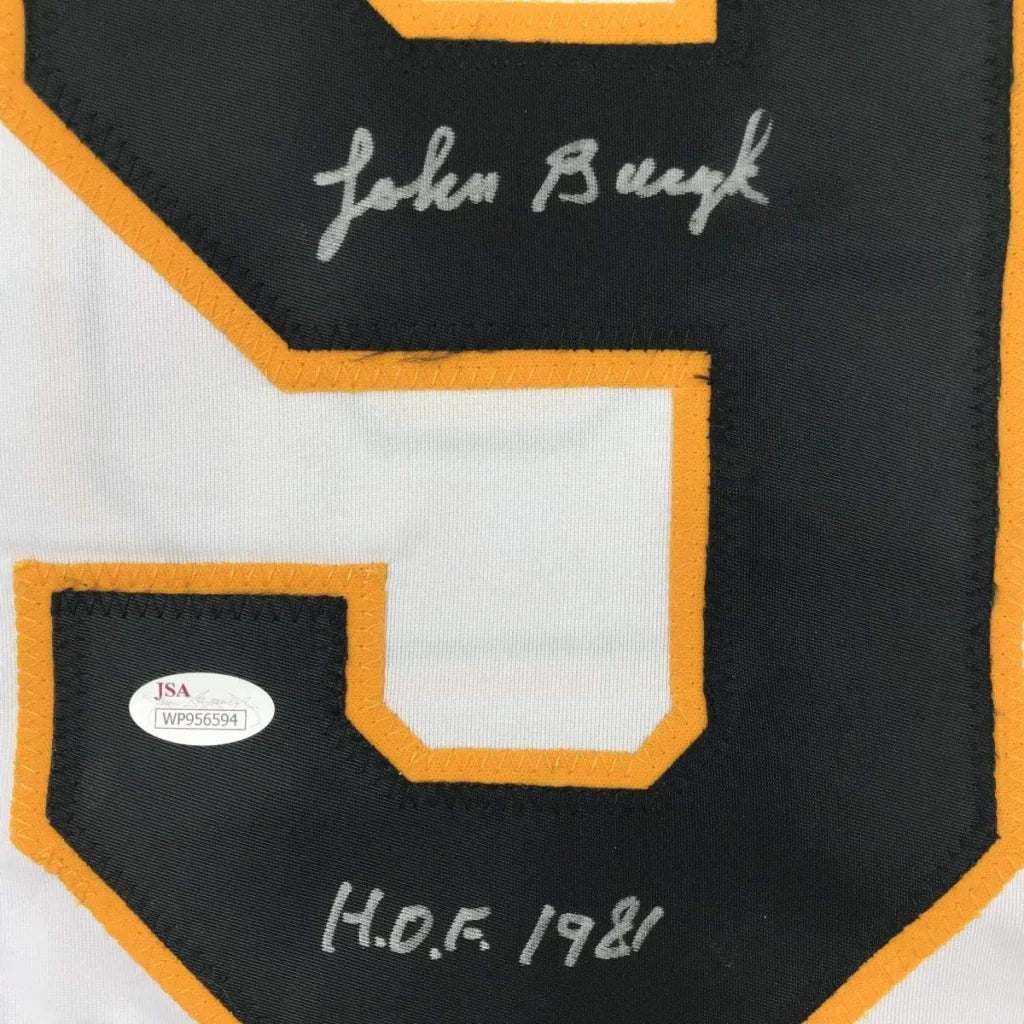 John Bucyk
JSA
WP956594
H.O.F. 1981